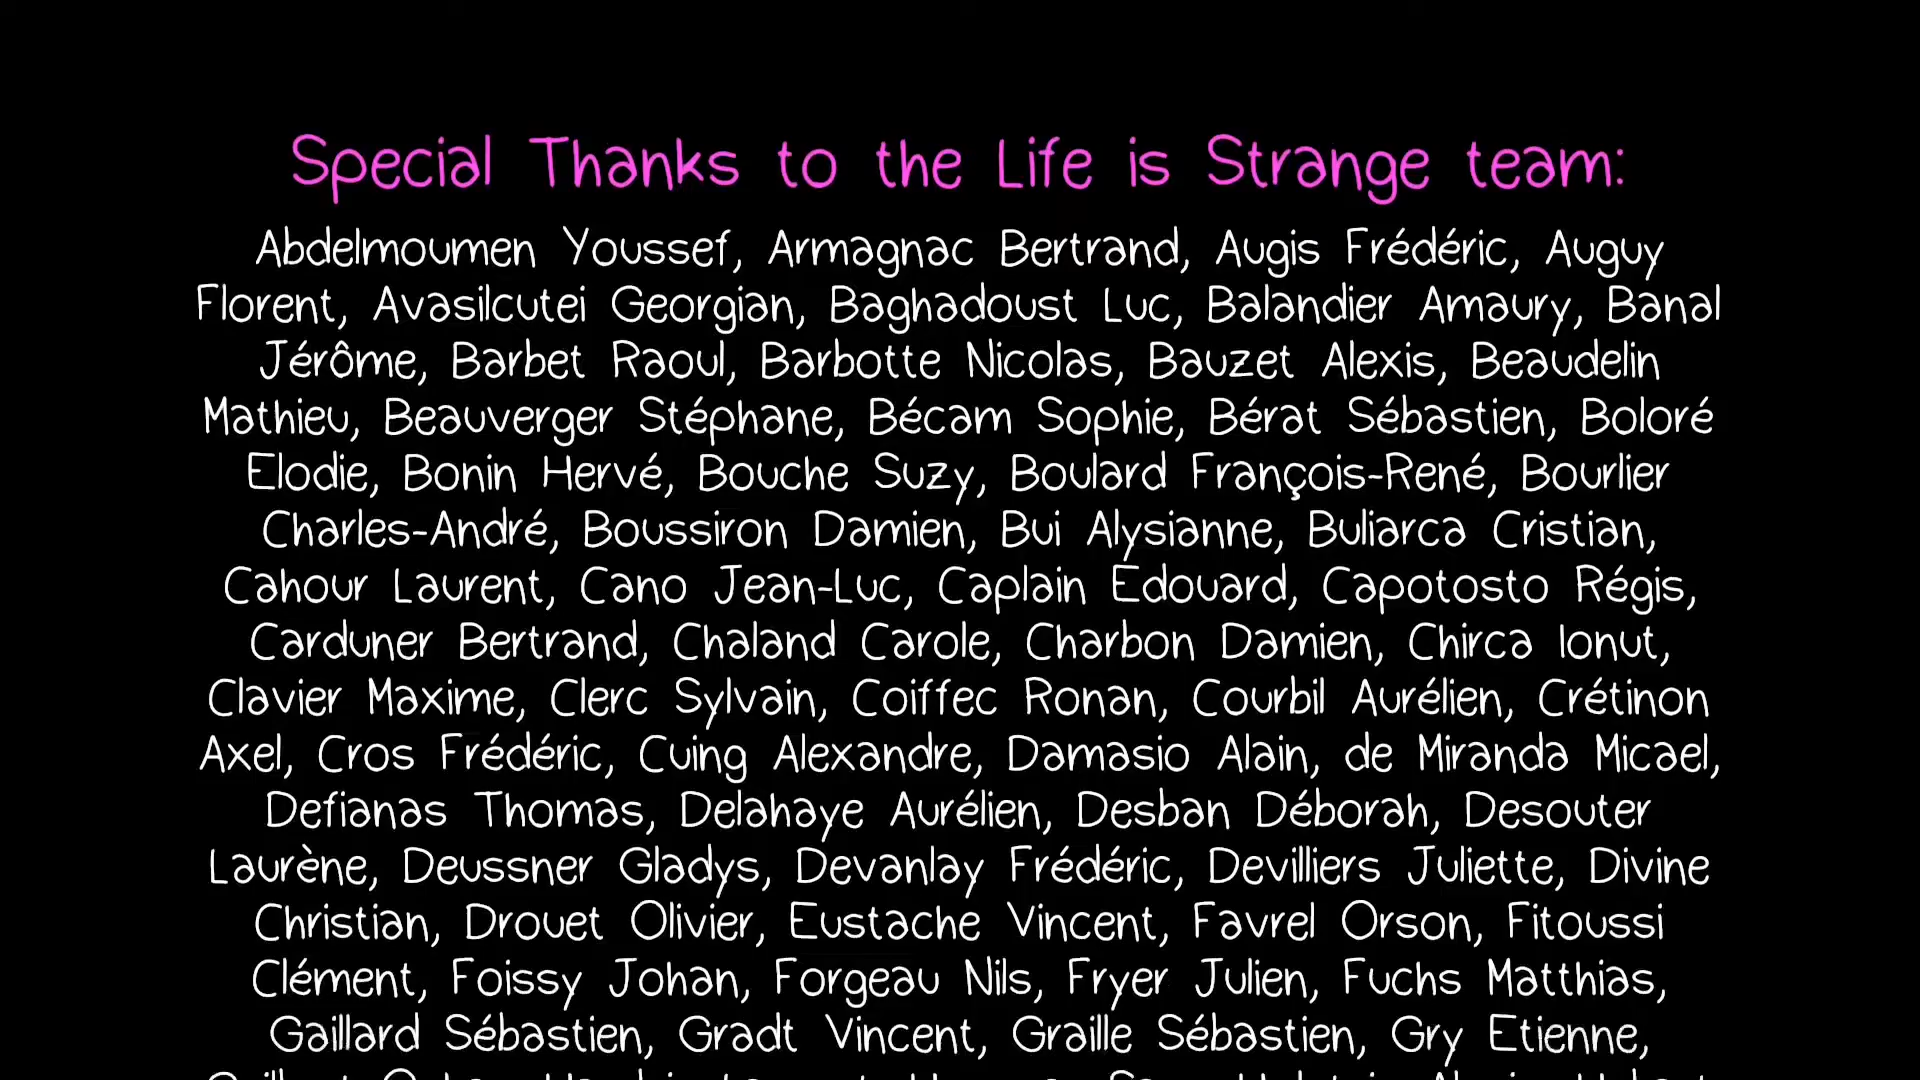 Special Thanks to the Life is Strange team:
Abdelmoumen Youssef, Armagnac Bertrand, Augis Frédéric, Auguy
Florent, Avasilcutei Georgian, Baghadoust Luc, Balandier Amaury, Banal
Jérôme, Barbet Raoul, Barbotte Nicolas, Bauzet Alexis, Beaudelin
Mathieu, Beauverger Stéphane, Bécam Sophie, Bérat Sébastien, Boloré
Elodie, Bonin Hervé, Bouche Suzy, Boulard François-René, Bourlier
Charles-André, Boussiron Damien, Bui Alysianne, Buliarca Cristian,
Cahour Laurent, Cano Jean-Luc, Caplain Edouard, Capotosto Régis,
Carduner Bertrand, Chaland Carole, Charbon Damien, Chirca Ionut,
Clavier Maxime, Clerc Sylvain, Coiffec Ronan, Courbil Aurélien, Crétinon
Axel, Cros Frédéric, Cuing Alexandre, Damasio Alain, de Miranda Micael,
Defianas Thomas, Delahaye Aurélien, Desban Déborah, Desouter
Laurène, Deussner Gladys, Devanlay Frédéric, Devilliers Juliette, Divine
Christian, Drouet Olivier, Eustache Vincent, Favrel Orson, Fitoussi
Clément, Foissy Johan, Forgeau Nils, Fryer Julien, Fuchs Matthias,
Gaillard Sébastien, Gradt Vincent, Graille Sébastien, Gry Etienne,